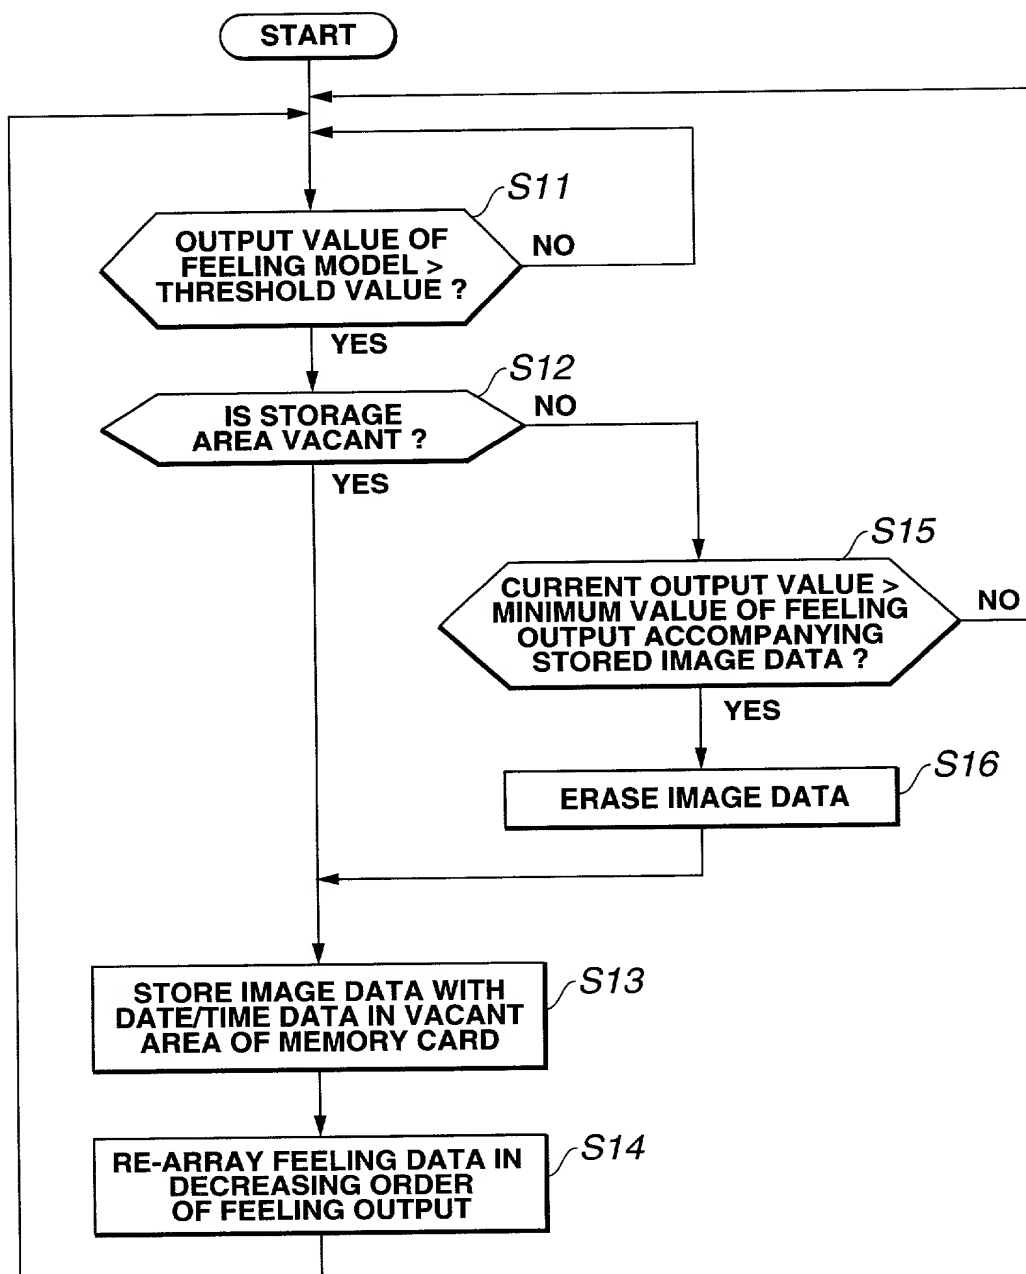 START
S11
OUTPUT VALUE OF
FEELING MODEL >
THRESHOLD VALUE ?
NO
YES
S12
IS STORAGE
AREA VACANT ?
NO
YES
S15
CURRENT OUTPUT VALUE >
MINIMUM VALUE OF FEELING
OUTPUT ACCOMPANYING
STORED IMAGE DATA ?
NO
YES
S16
ERASE IMAGE DATA
S13
STORE IMAGE DATA WITH
DATE/TIME DATA IN VACANT
AREA OF MEMORY CARD
S14
RE-ARRAY FEELING DATA IN
DECREASING ORDER
OF FEELING OUTPUT